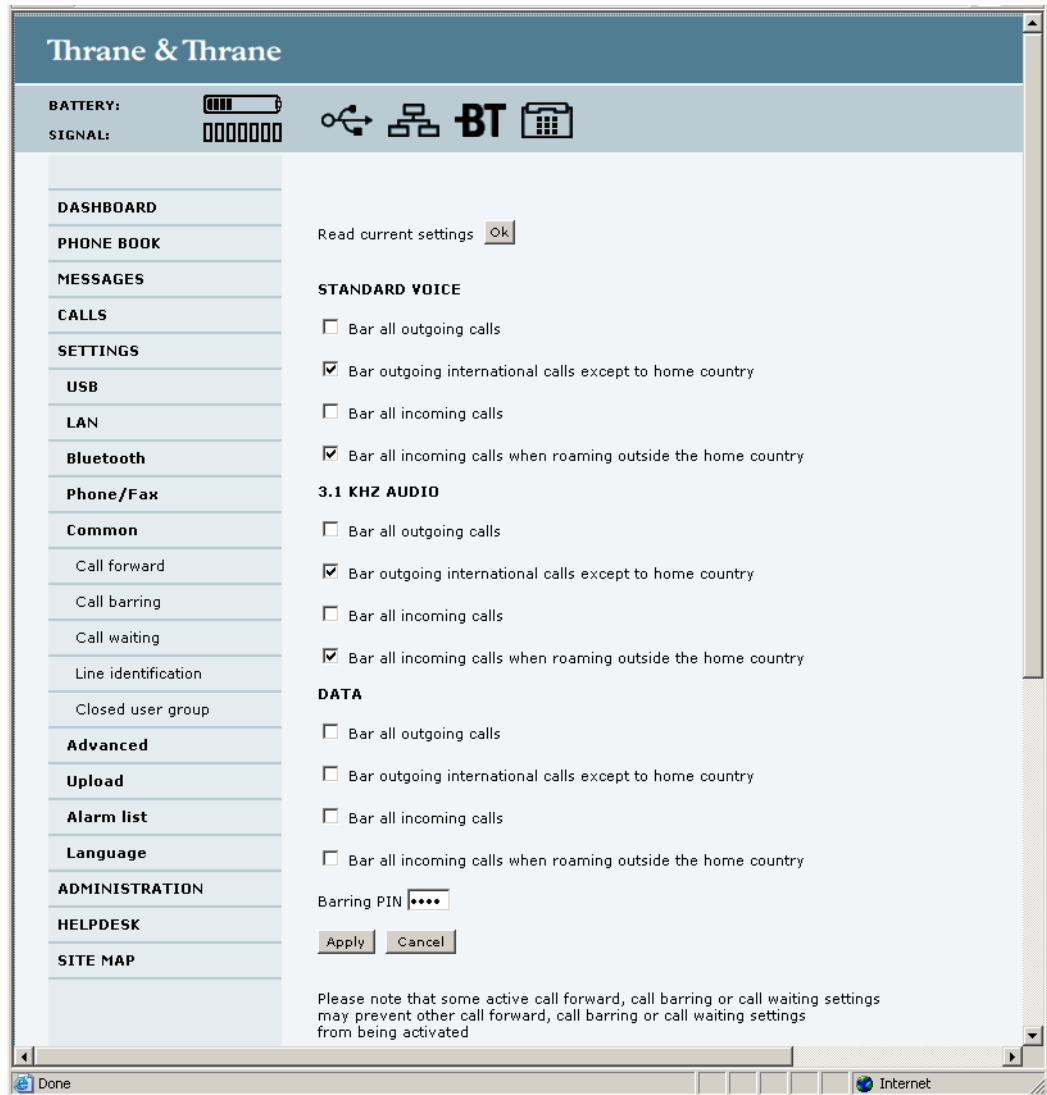 Thrane & Thrane
BATTERY:
SIGNAL:
BT
DASHBOARD
PHONE BOOK
MESSAGES
CALLS
SETTINGS
USB
LAN
Bluetooth
Phone/Fax
Common
Call forward
Call barring
Call waiting
Line identification
Closed user group
Advanced
Upload
Alarm list
Language
ADMINISTRATION
HELPDESK
SITE MAP
Read current settings Ok
STANDARD VOICE
Bar all outgoing calls
Bar outgoing international calls except to home country
Bar all incoming calls
Bar all incoming calls when roaming outside the home country
3.1 KHZ AUDIO
Bar all outgoing calls
Bar outgoing international calls except to home country
Bar all incoming calls
Bar all incoming calls when roaming outside the home country
DATA
Bar all outgoing calls
Bar outgoing international calls except to home country
Bar all incoming calls
Bar all incoming calls when roaming outside the home country
Barring PIN ••••
Apply Cancel
Please note that some active call forward, call barring or call waiting settings
may prevent other call forward, call barring or call waiting settings
from being activated
Done Internet